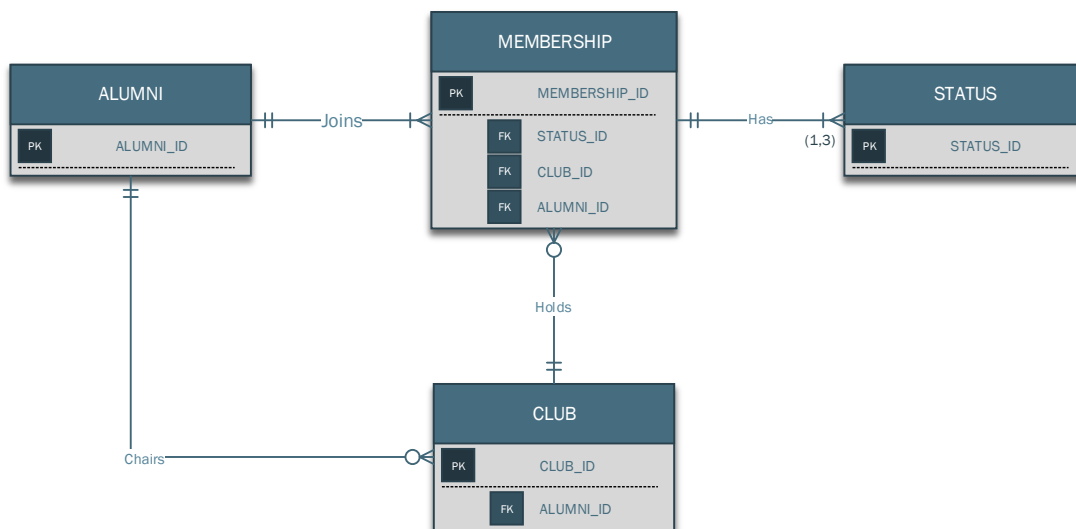 ALUMNI
PK ALUMNI_ID
Joins
MEMBERSHIP
PK MEMBERSHIP_ID
FK STATUS_ID
FK CLUB_ID
FK ALUMNI_ID
Has
(1,3)
STATUS
PK STATUS_ID
Holds
Chairs
CLUB
PK CLUB_ID
FK ALUMNI_ID